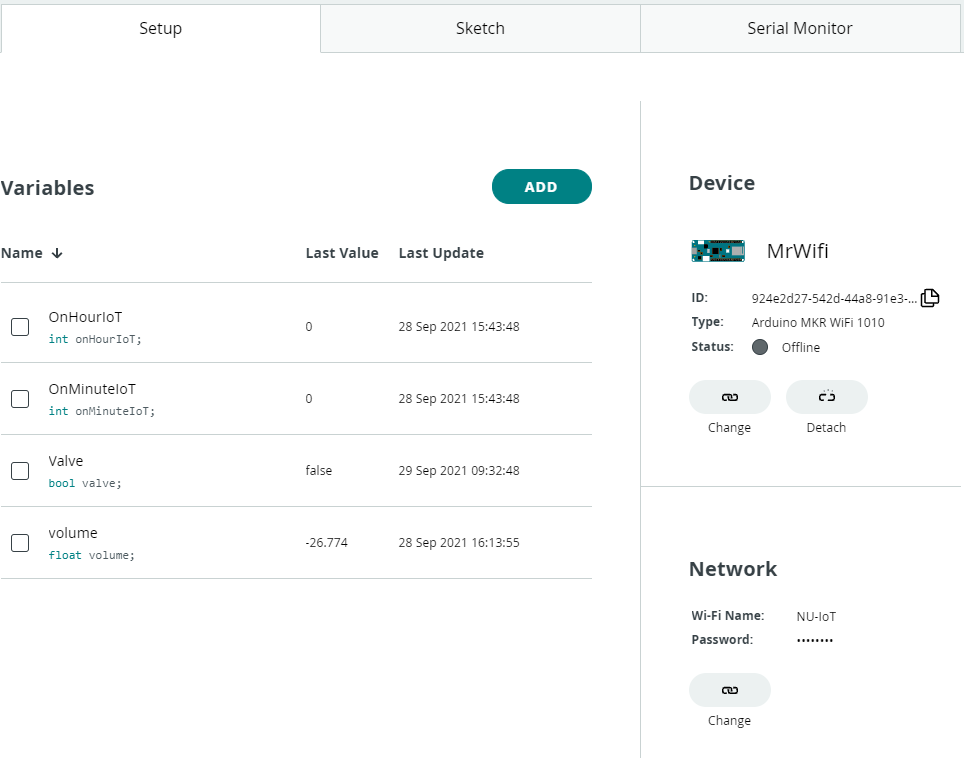 Setup
Sketch
Serial Monitor
Variables
ADD
Name
Last Value
Last Update
OnHourIoT
int onHourIoT;
0
28 Sep 2021 15:43:48
OnMinuteIoT
int onMinuteIoT;
0
28 Sep 2021 15:43:48
Valve
bool valve;
false
29 Sep 2021 09:32:48
volume
float volume;
-26.774
28 Sep 2021 16:13:55
Device
MrWifi
ID: 924e2d27-542d-44a8-91e3-...
Type: Arduino MKR WiFi 1010
Status: Offline
Change
Detach
Network
Wi-Fi Name: NU-IoT
Password: ••••••••
Change